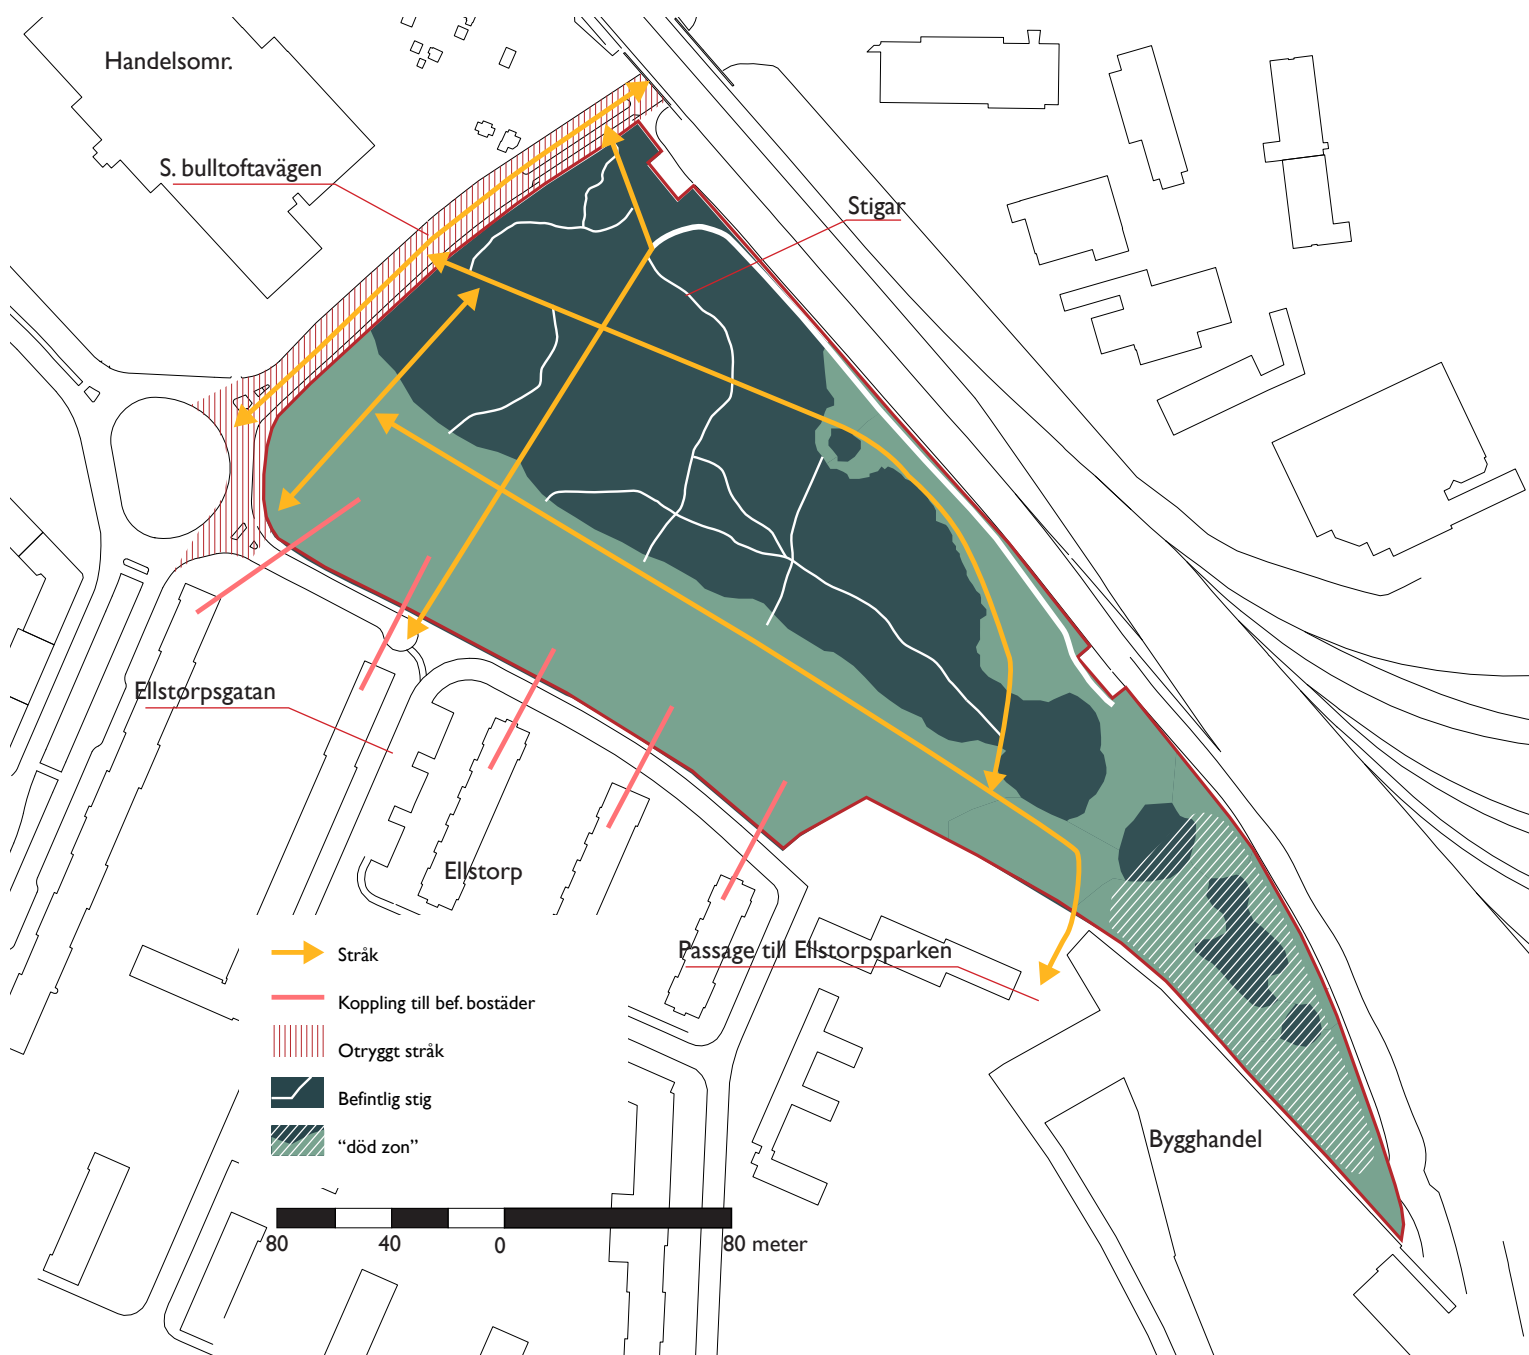 Handelsomr.
S. bulltoftavägen
Stigar
Ellstorpsgatan
Ellstorp
Passage till Ellstorpsparken
Stråk
Koppling till bef. bostäder
Otryggt stråk
Befintlig stig
“död zon”
Bygghandel
80 40 0 80 meter